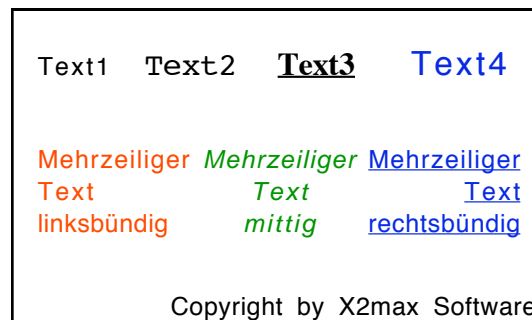 Text1 Text2 Text3 Text4
Mehrzeiliger Mehrzeiliger Mehrzeiliger
Text Text Text
linksbündig mittig rechtsbündig
Copyright by X2max Software